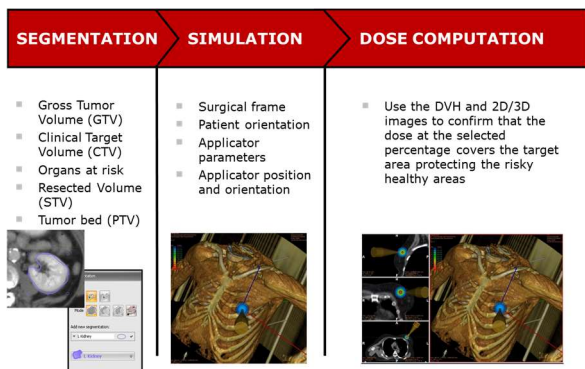 SEGMENTATION
SIMULATION
DOSE COMPUTATION
Gross Tumor
Volume (GTV)
Clinical Target
Volume (CTV)
Organs at risk
Resected Volume
(STV)
Tumor bed (PTV)
Surgical frame
Patient orientation
Applicator
parameters
Applicator position
and orientation
Use the DVH and 2D/3D
images to confirm that the
dose at the selected
percentage covers the target
area protecting the risky
healthy areas
Mode
Add new segmentation: